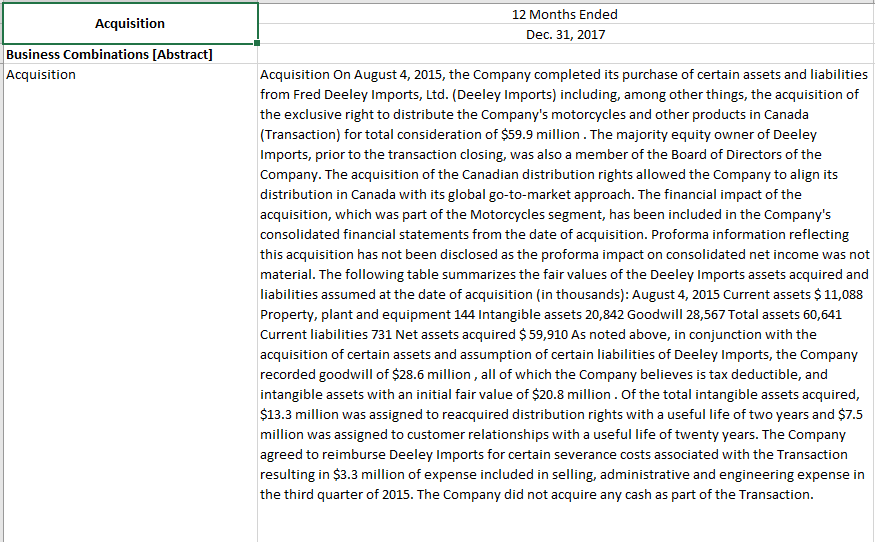 Acquisition
12 Months Ended
Dec. 31, 2017
Business Combinations [Abstract]
Acquisition
Acquisition On August 4, 2015, the Company completed its purchase of certain assets and liabilities
from Fred Deeley Imports, Ltd. (Deeley Imports) including, among other things, the acquisition of
the exclusive right to distribute the Company's motorcycles and other products in Canada
(Transaction) for total consideration of $59.9 million . The majority equity owner of Deeley
Imports, prior to the transaction closing, was also a member of the Board of Directors of the
Company. The acquisition of the Canadian distribution rights allowed the Company to align its
distribution in Canada with its global go-to-market approach. The financial impact of the
acquisition, which was part of the Motorcycles segment, has been included in the Company's
consolidated financial statements from the date of acquisition. Proforma information reflecting
this acquisition has not been disclosed as the proforma impact on consolidated net income was not
material. The following table summarizes the fair values of the Deeley Imports assets acquired and
liabilities assumed at the date of acquisition (in thousands): August 4, 2015 Current assets $ 11,088
Property, plant and equipment 144 Intangible assets 20,842 Goodwill 28,567 Total assets 60,641
Current liabilities 731 Net assets acquired $ 59,910 As noted above, in conjunction with the
acquisition of certain assets and assumption of certain liabilities of Deeley Imports, the Company
recorded goodwill of $28.6 million , all of which the Company believes is tax deductible, and
intangible assets with an initial fair value of $20.8 million . Of the total intangible assets acquired,
$13.3 million was assigned to reacquired distribution rights with a useful life of two years and $7.5
million was assigned to customer relationships with a useful life of twenty years. The Company
agreed to reimburse Deeley Imports for certain severance costs associated with the Transaction
resulting in $3.3 million of expense included in selling, administrative and engineering expense in
the third quarter of 2015. The Company did not acquire any cash as part of the Transaction.